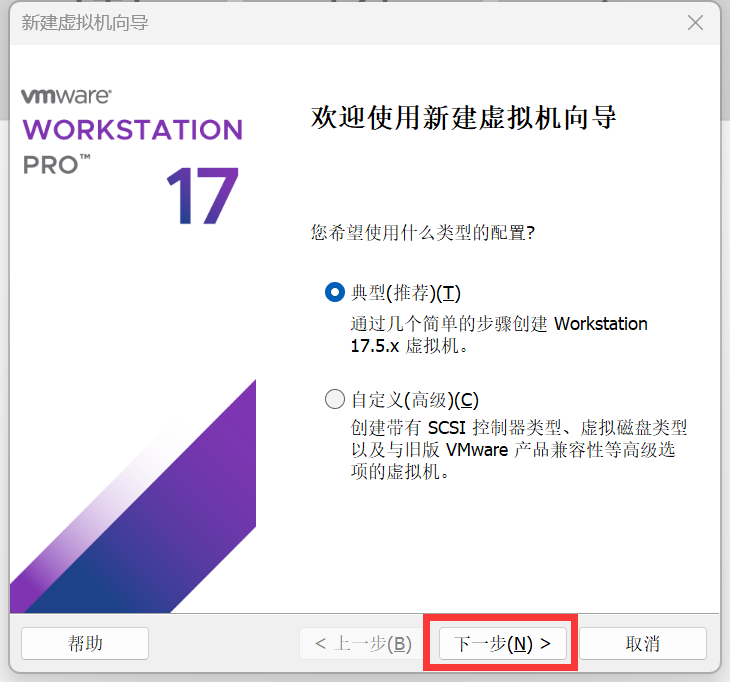 新建虚拟机向导
vmware®
WORKSTATION
PRO™
17
欢迎使用新建虚拟机向导
您希望使用什么类型的配置?
典型(推荐)(T)
通过几个简单的步骤创建 Workstation
17.5.x 虚拟机。
自定义(高级)(C)
创建带有 SCSI 控制器类型、虚拟磁盘类型
以及与旧版 VMware 产品兼容性等高级选
项的虚拟机。
帮助
< 上一步(B)
下一步(N) >
取消